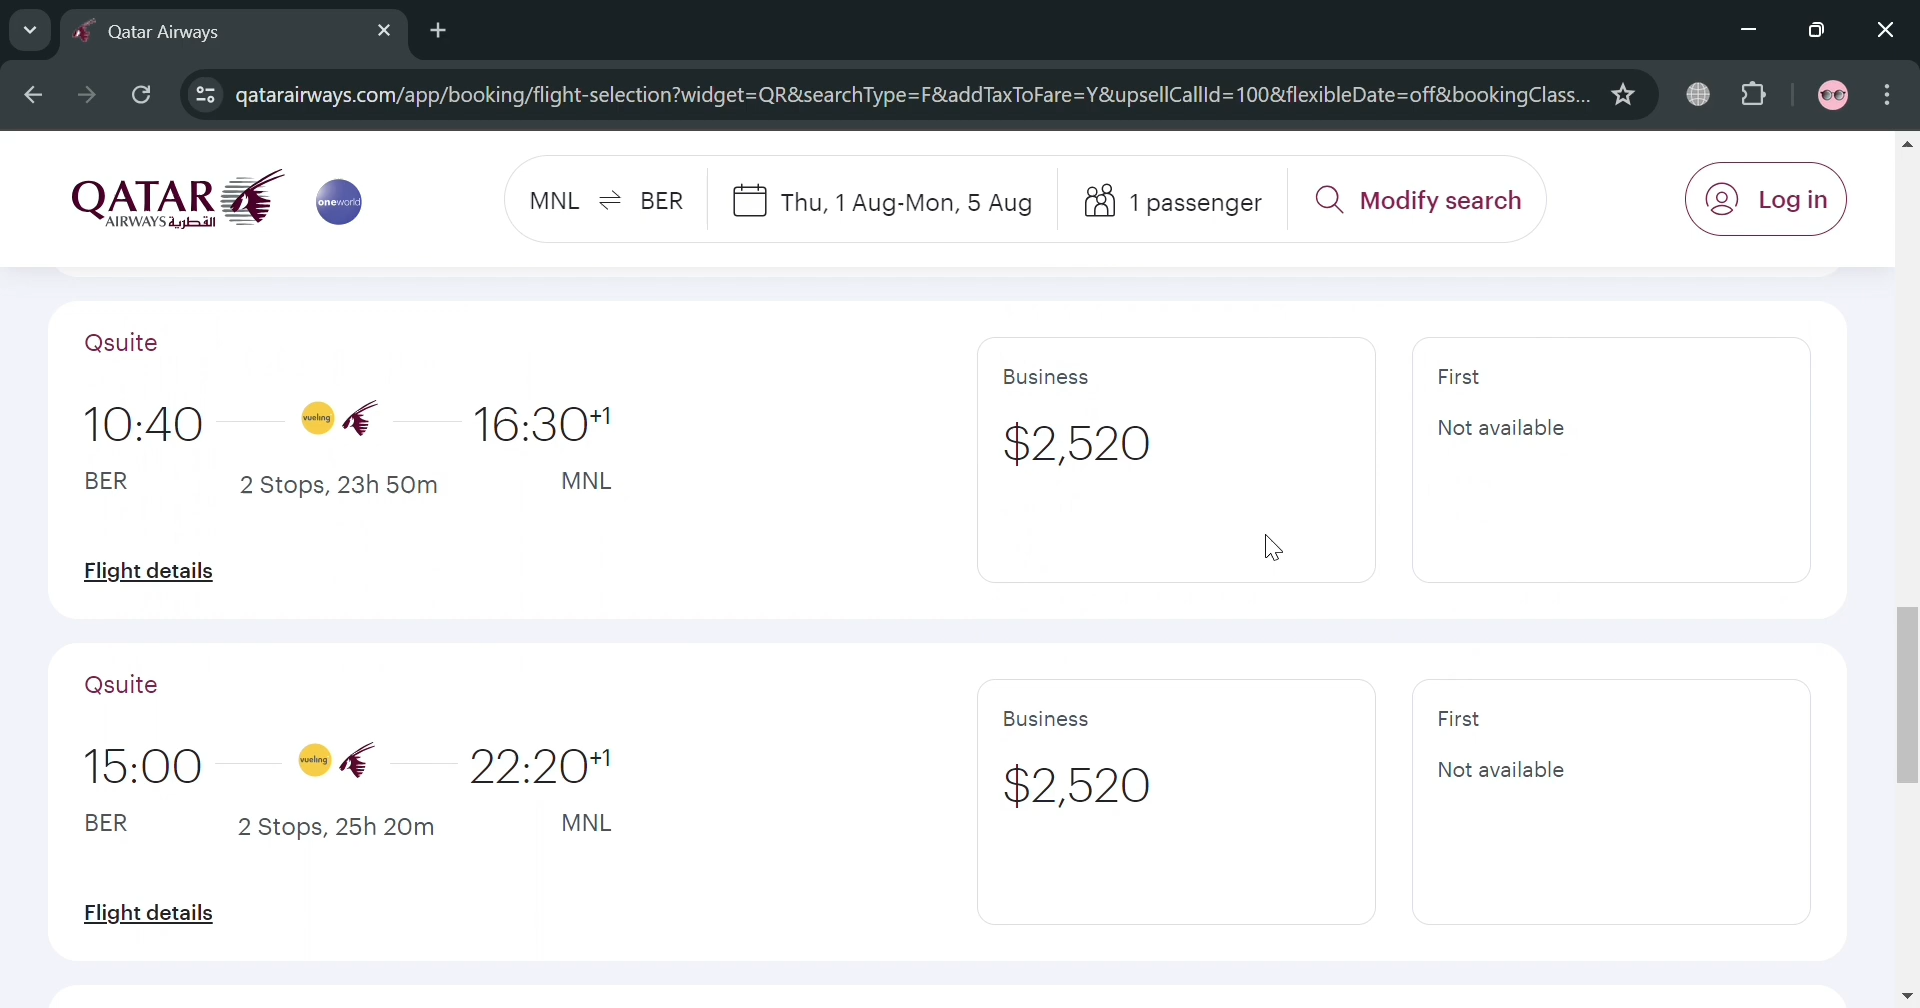 Qatar Airways
qatarairways.com/app/booking/flight-selection?widget=QR&searchType=F&addTaxToFare=Y&upsellCallId=100&flexibleDate=off&bookingClass...
QATAR
AIRWAYS القطرية
oneworld
MNL BER
Thu, 1 Aug-Mon, 5 Aug
1 passenger
Modify search
Log in
Qsuite
10:40 vueling 16:30+1
BER 2 Stops, 23h 50m MNL
Flight details
Business
$2,520
First
Not available
Qsuite
15:00 vueling 22:20+1
BER 2 Stops, 25h 20m MNL
Flight details
Business
$2,520
First
Not available